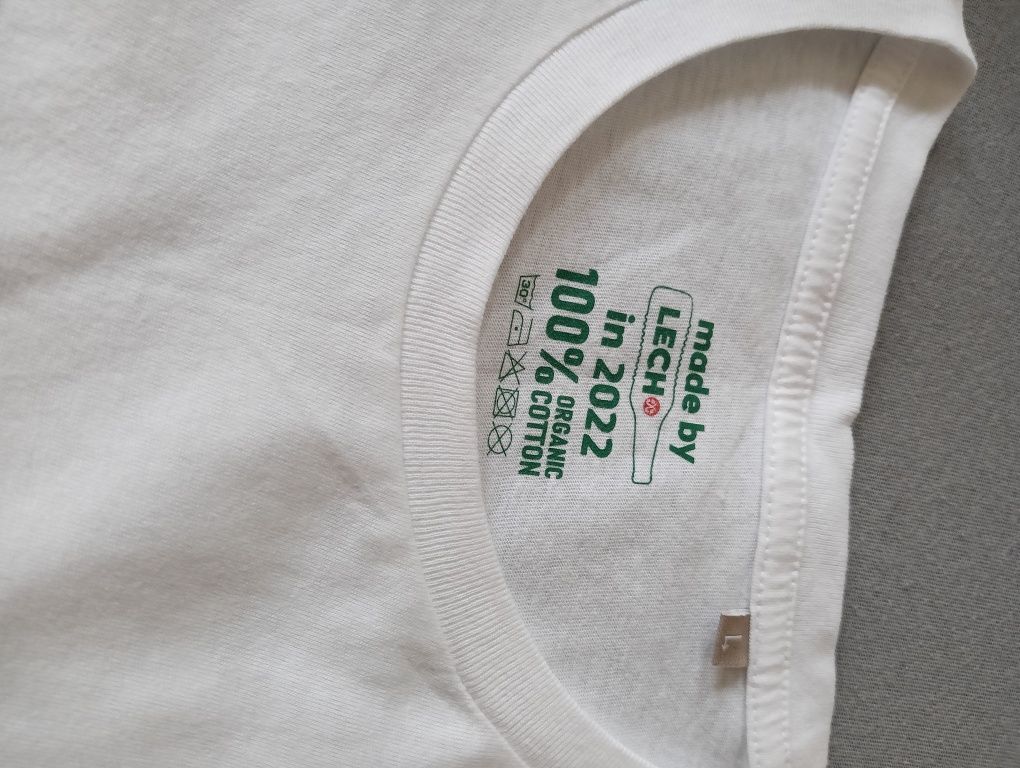 made by
LECH
in 2022
100% ORGANIC
COTTON
30°
L